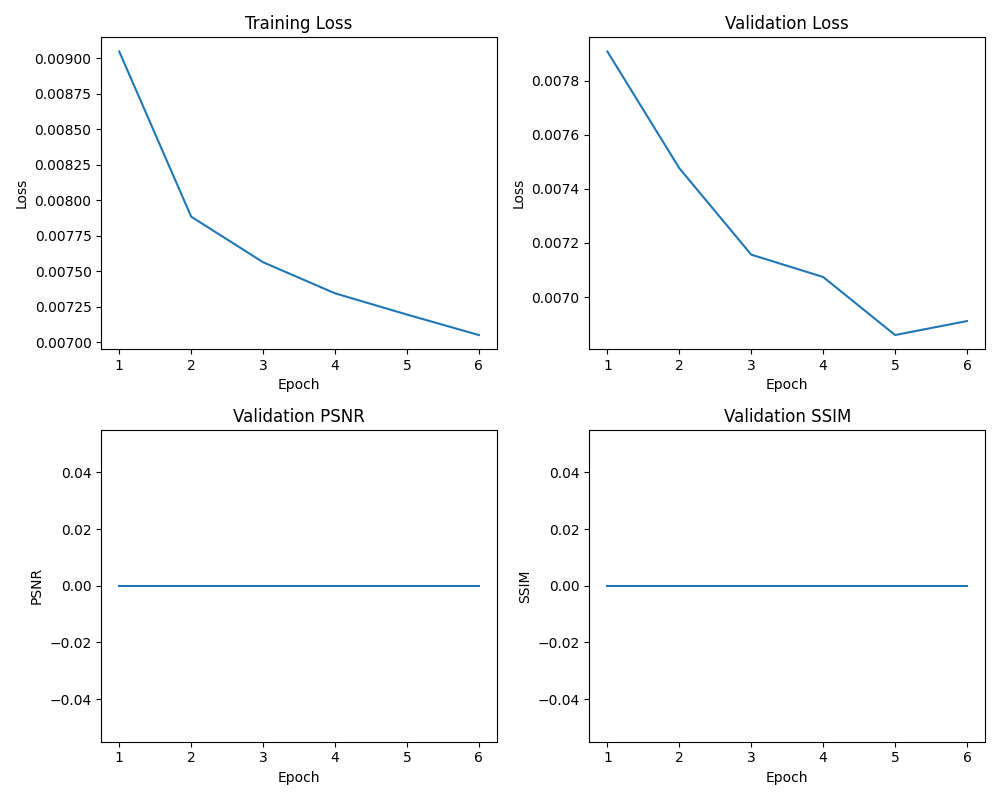 Training Loss
Validation Loss
0.00900
0.00875
0.00850
0.00825
0.00800
0.00775
0.00750
0.00725
0.00700
Loss
1 2 3 4 5 6
Epoch
0.0078
0.0076
0.0074
0.0072
0.0070
Loss
1 2 3 4 5 6
Epoch
Validation PSNR
Validation SSIM
0.04
0.02
0.00
−0.02
−0.04
PSNR
1 2 3 4 5 6
Epoch
0.04
0.02
0.00
−0.02
−0.04
SSIM
1 2 3 4 5 6
Epoch